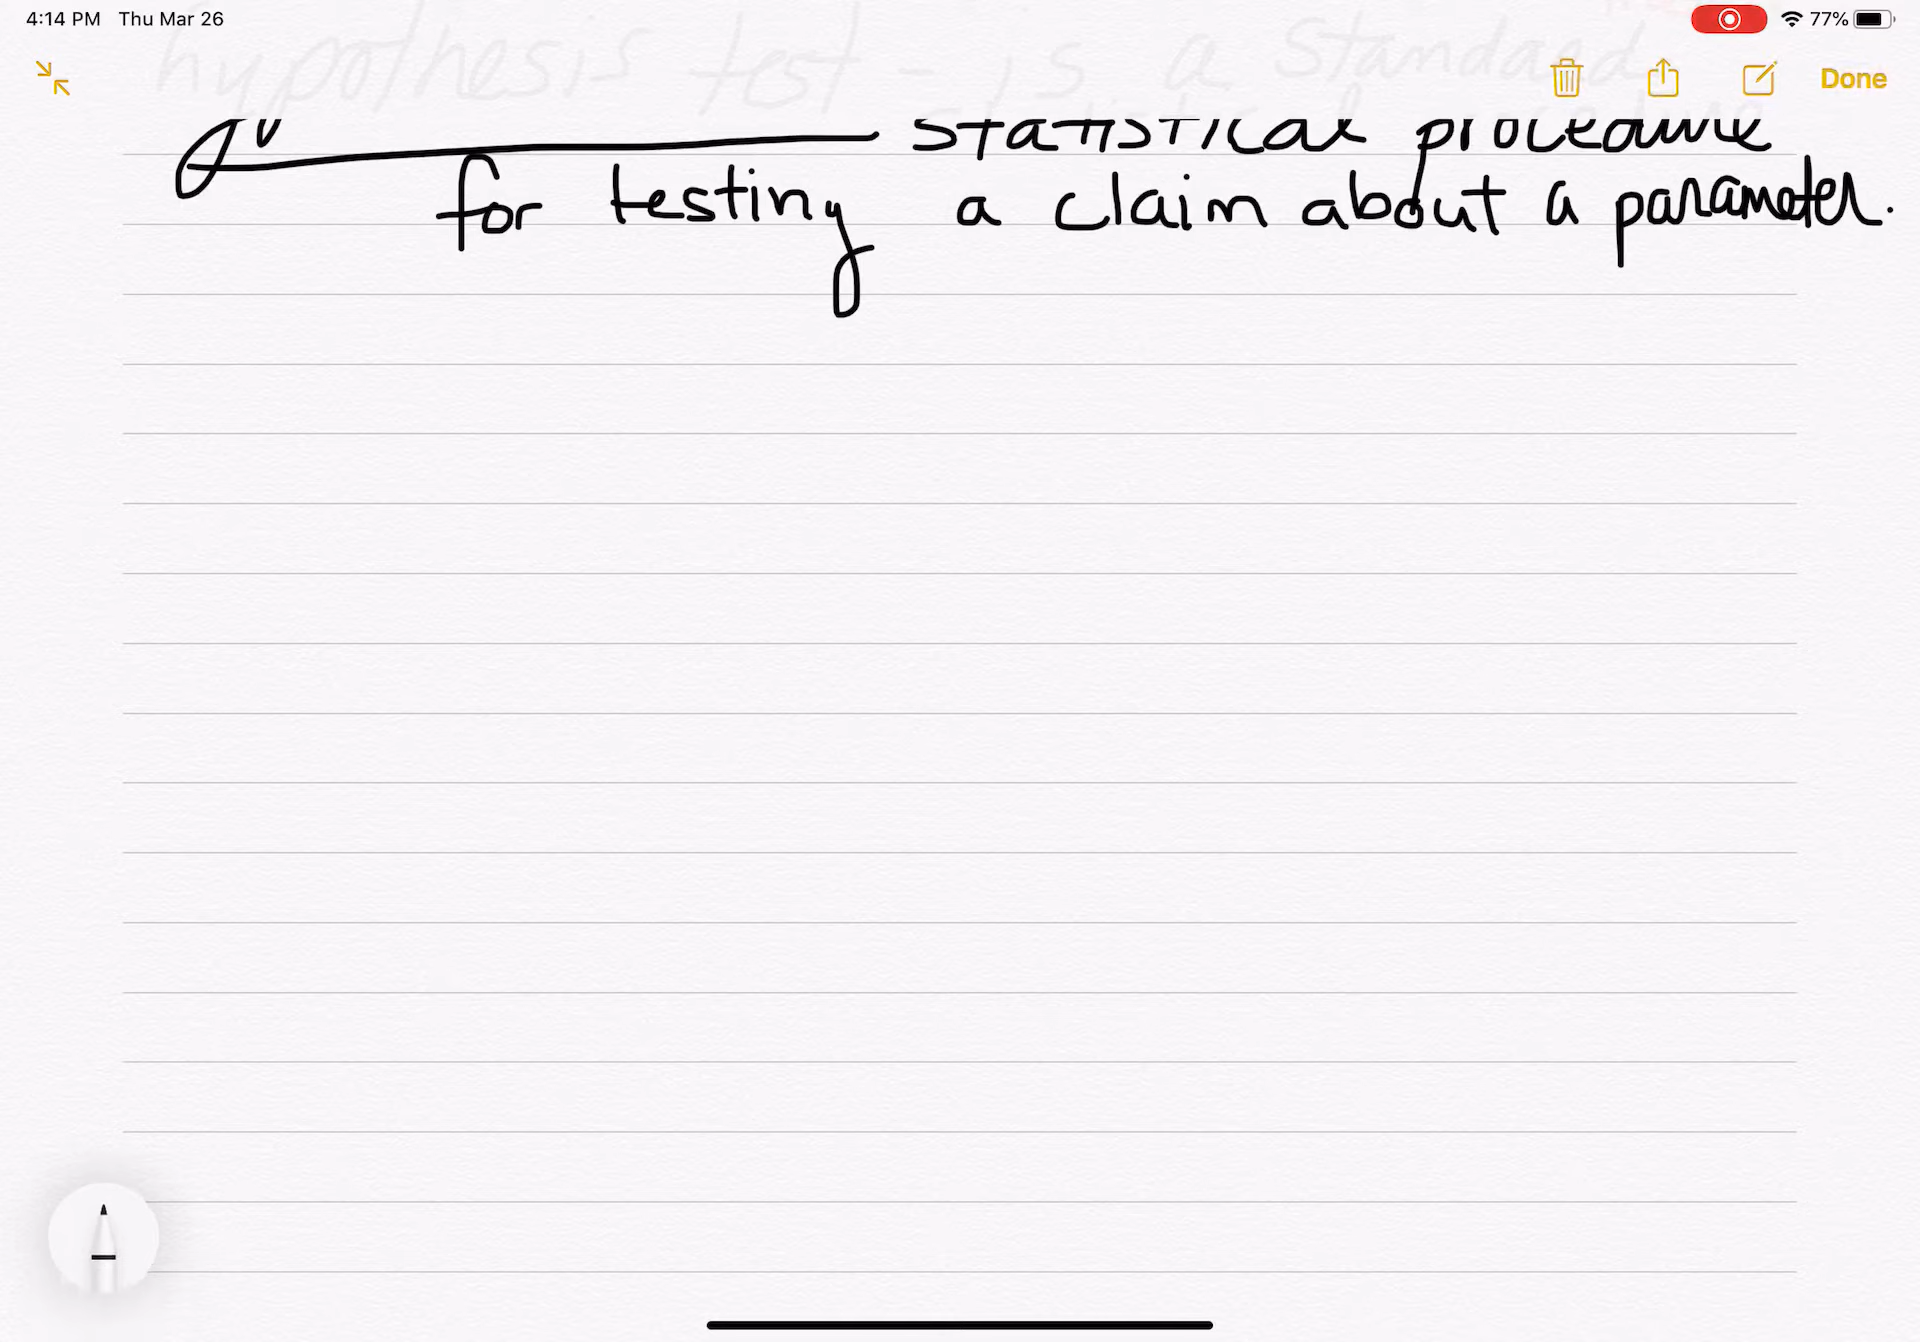 4:14 PM Thu Mar 26
77%
hypothesis test - is a standard
Done
statistical procedure
for testing a claim about a parameter.